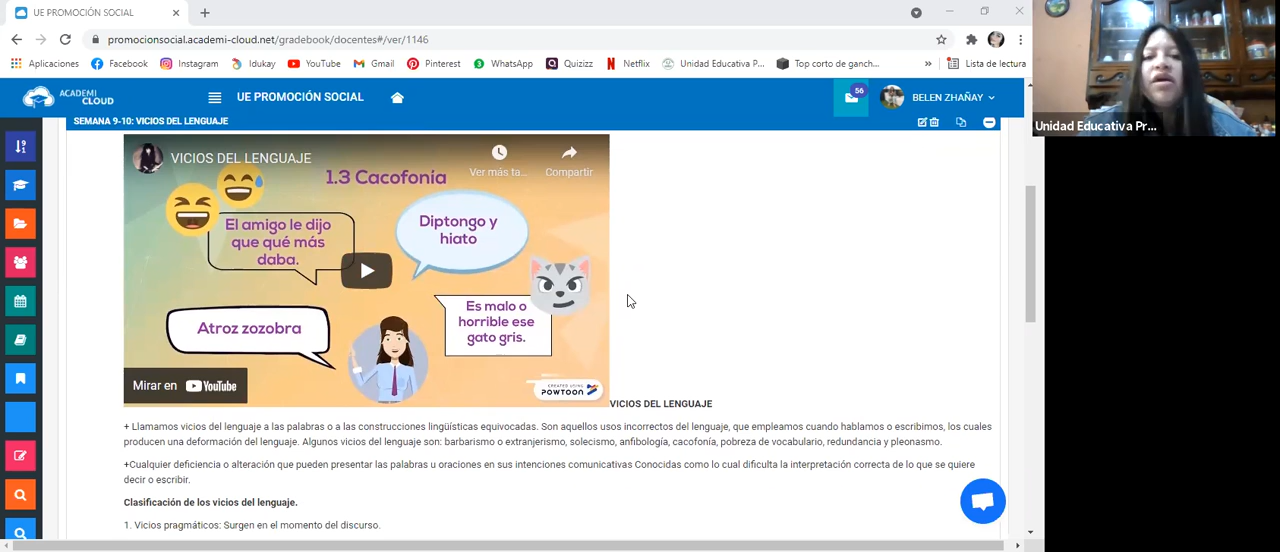 UE PROMOCIÓN SOCIAL
promocionsocial.academi-cloud.net/gradebook/docentes#/ver/1146
Aplicaciones Facebook Instagram Idukay YouTube Gmail Pinterest WhatsApp Quizizz Netflix Unidad Educativa P... Top corto de ganch... » Lista de lectura
ACADEMI CLOUD
UE PROMOCIÓN SOCIAL
56
BELEN ZHAÑAY
Unidad Educativa Pr...
SEMANA 9-10: VICIOS DEL LENGUAJE
VICIOS DEL LENGUAJE
Ver más ta...
Compartir
1.3 Cacofonía
El amigo le dijo
que qué más
daba.
Diptongo y
hiato
Atroz zozobra
Es malo o
horrible ese
gato gris.
Mirar en YouTube
CREATED USING
POWTOON
VICIOS DEL LENGUAJE
+ Llamamos vicios del lenguaje a las palabras o a las construcciones lingüísticas equivocadas. Son aquellos usos incorrectos del lenguaje, que empleamos cuando hablamos o escribimos, los cuales
producen una deformación del lenguaje. Algunos vicios del lenguaje son: barbarismo o extranjerismo, solecismo, anfibología, cacofonía, pobreza de vocabulario, redundancia y pleonasmo.
+Cualquier deficiencia o alteración que pueden presentar las palabras u oraciones en sus intenciones comunicativas Conocidas como lo cual dificulta la interpretación correcta de lo que se quiere
decir o escribir.
Clasificación de los vicios del lenguaje.
1. Vicios pragmáticos: Surgen en el momento del discurso.